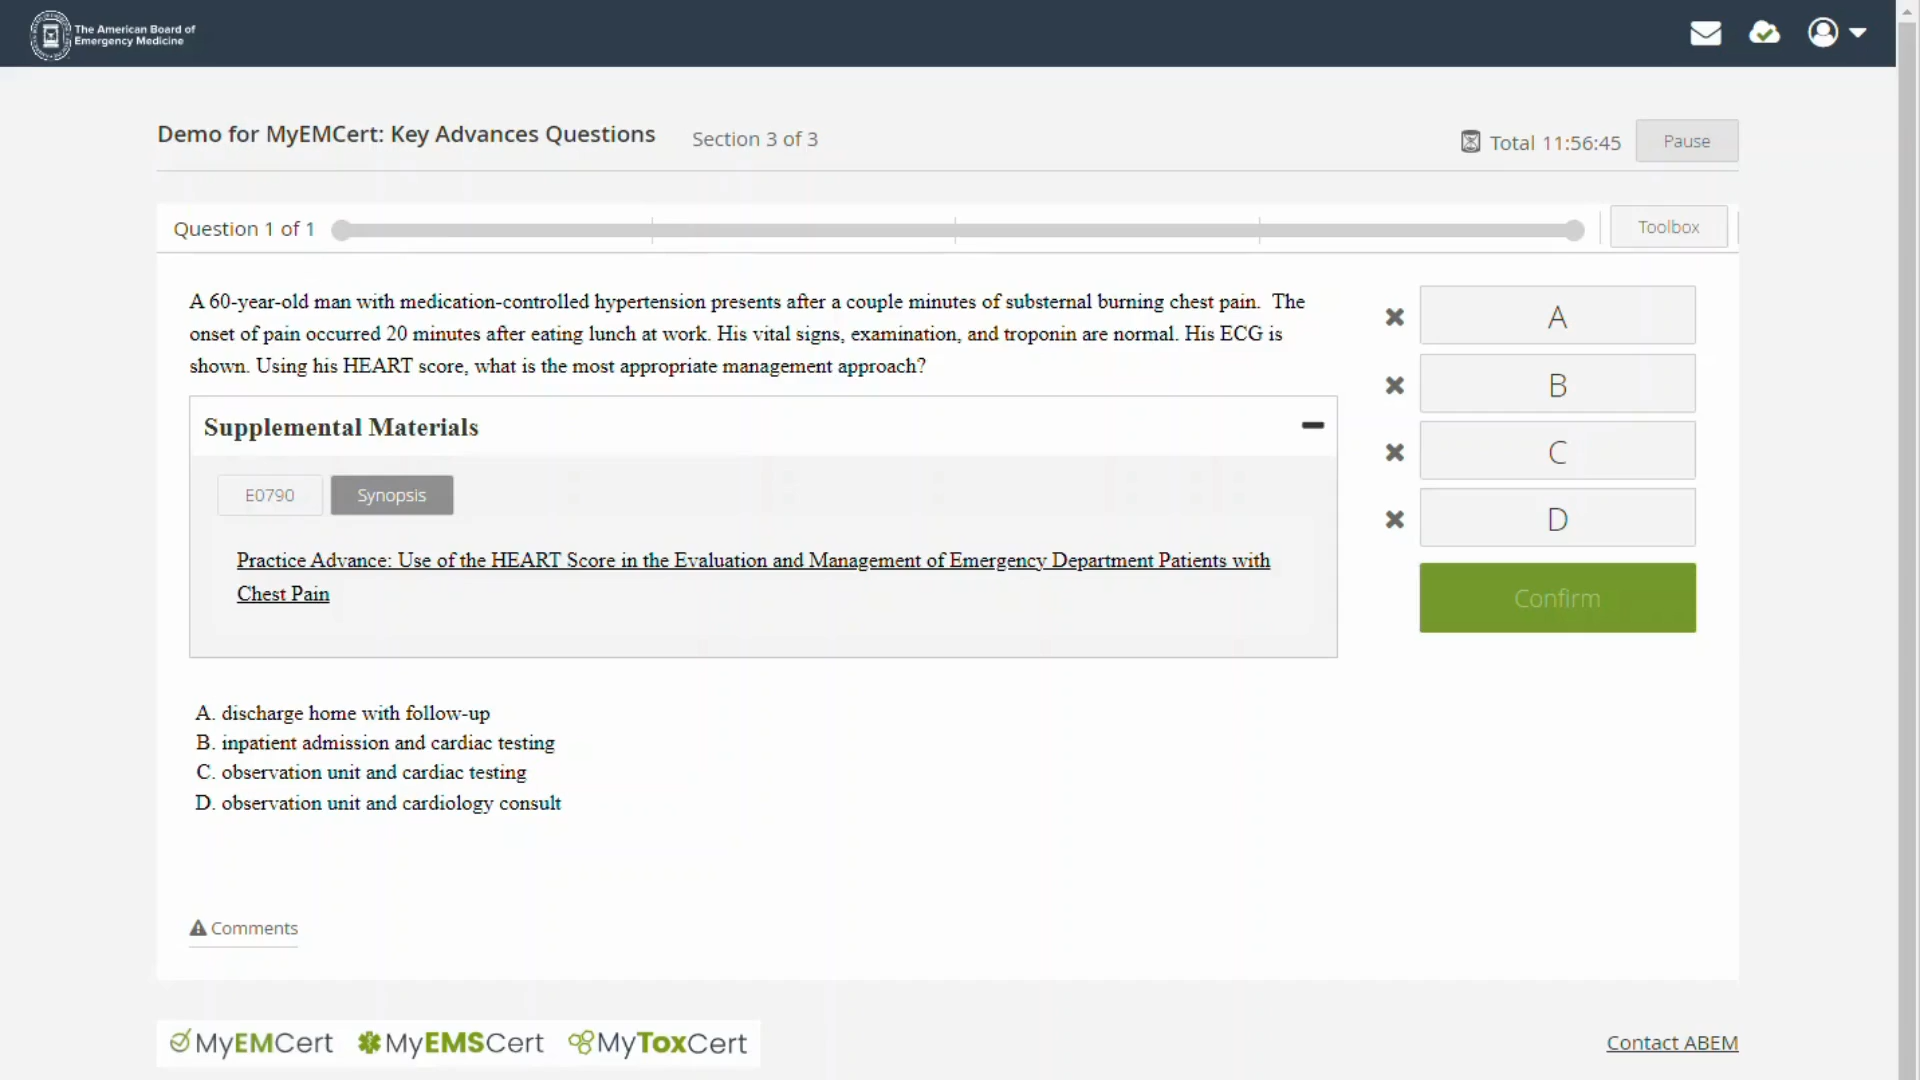 The American Board of
Emergency Medicine
Demo for MyEMCert: Key Advances Questions
Section 3 of 3
Total 11:56:45
Pause
Question 1 of 1
Toolbox
A 60-year-old man with medication-controlled hypertension presents after a couple minutes of substernal burning chest pain. The
onset of pain occurred 20 minutes after eating lunch at work. His vital signs, examination, and troponin are normal. His ECG is
shown. Using his HEART score, what is the most appropriate management approach?
Supplemental Materials
E0790
Synopsis
Practice Advance: Use of the HEART Score in the Evaluation and Management of Emergency Department Patients with
Chest Pain
A. discharge home with follow-up
B. inpatient admission and cardiac testing
C. observation unit and cardiac testing
D. observation unit and cardiology consult
A
B
C
D
Confirm
Comments
MyEMCert MyEMSCert MyToxCert
Contact ABEM